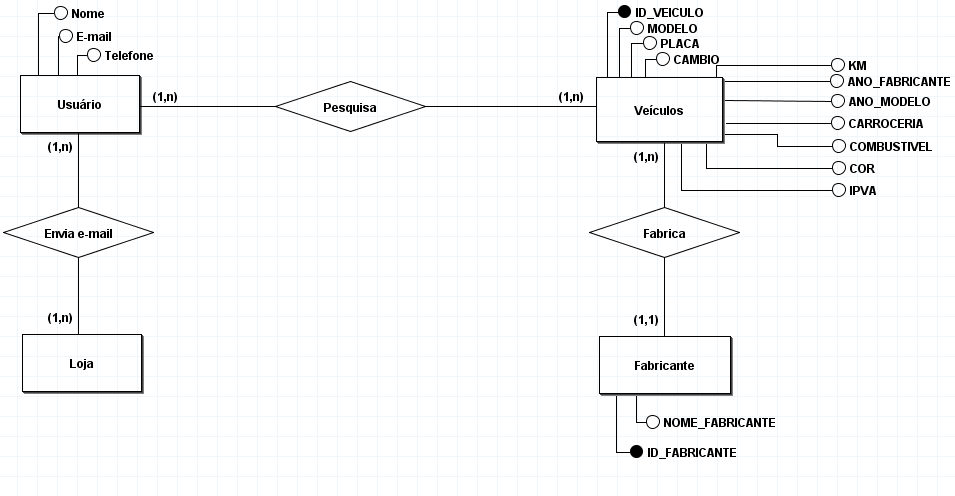 Nome
E-mail
Telefone
Usuário
(1,n)
Pesquisa
(1,n)
ID_VEICULO
MODELO
PLACA
CAMBIO
Veículos
KM
ANO_FABRICANTE
ANO_MODELO
CARROCERIA
COMBUSTIVEL
COR
IPVA
(1,n)
Envia e-mail
(1,n)
Loja
(1,n)
Fabrica
(1,1)
Fabricante
NOME_FABRICANTE
ID_FABRICANTE